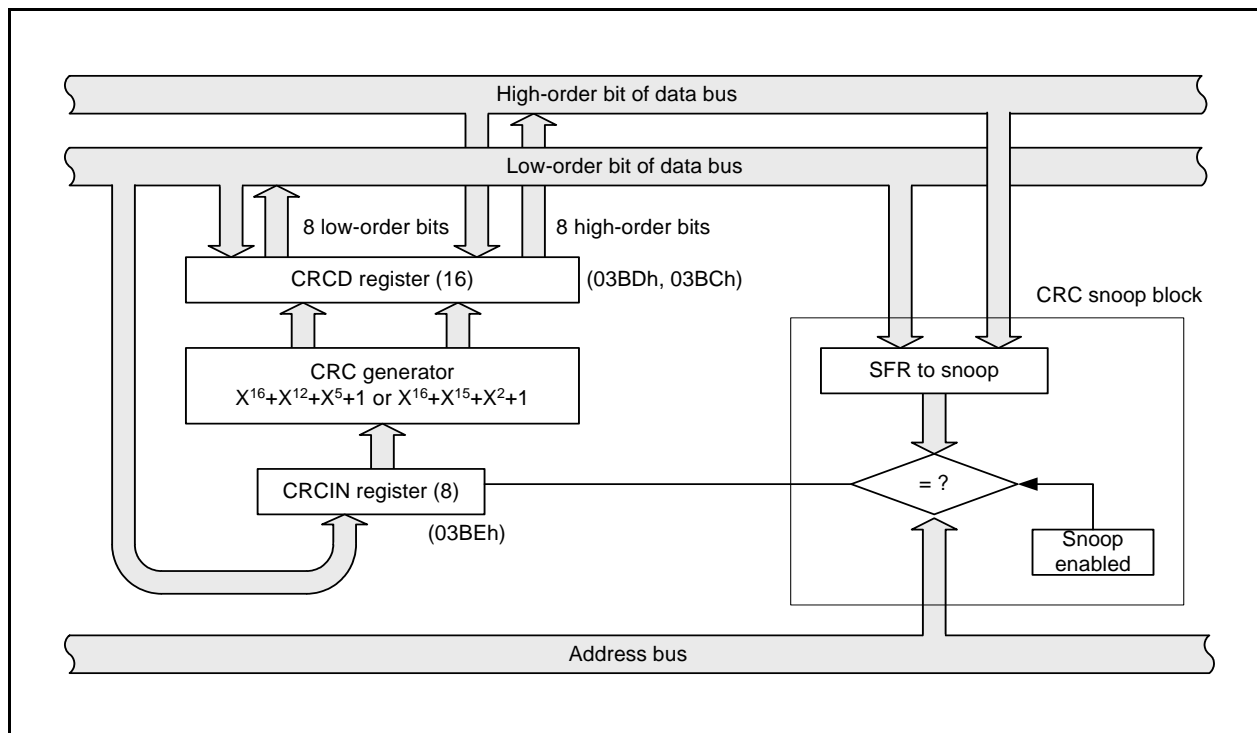 High-order bit of data bus
Low-order bit of data bus
8 low-order bits
8 high-order bits
CRCD register (16)
(03BDh, 03BCh)
CRC snoop block
CRC generator
X¹⁶+X¹²+X⁵+1 or X¹⁶+X¹⁵+X²+1
SFR to snoop
CRCIN register (8)
(03BEh)
= ?
Snoop
enabled
Address bus